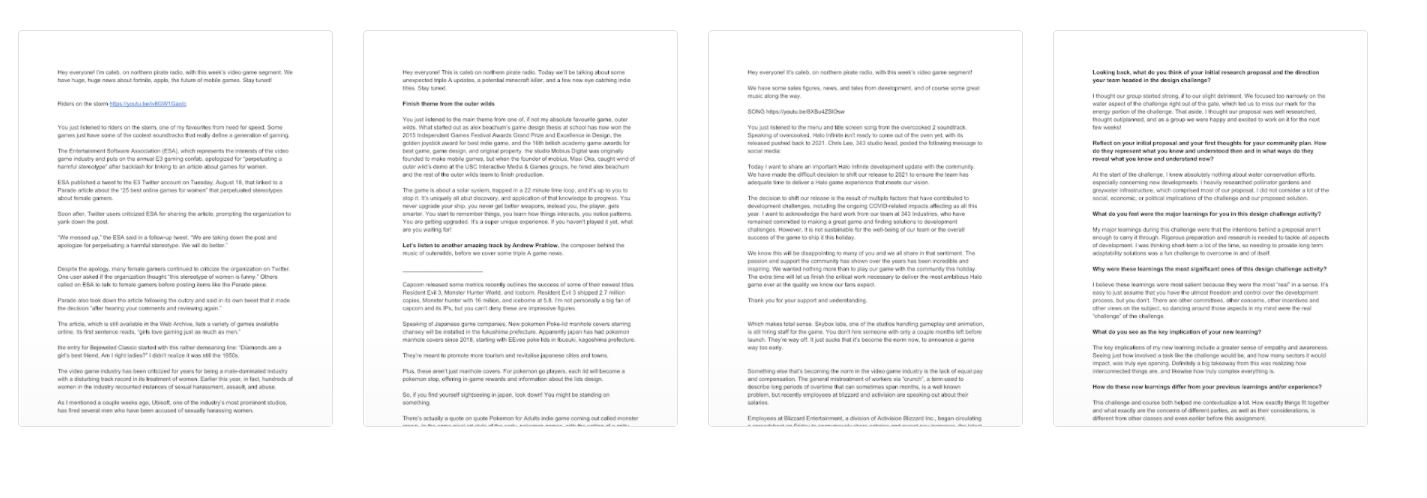 Hey everyone! I'm caleb, on northern pirate radio, with this week's video game segment. We
have huge, huge news about fortnite, apple, the future of mobile games. Stay tuned!
Riders on the storm
You just listened to riders on the storm, one of my favourites from need for speed. Some
games just have some of the coolest soundtracks that really define a generation of gaming.
The Entertainment Software Association (ESA), which represents the interests of the video
game industry and puts on the annual E3 gaming confab, apologized for "perpetuating a
harmful stereotype" after backlash for linking to an article about games for women.
ESA published a tweet to the E3 Twitter account on Tuesday, August 18, that linked to a
Parade article about the "25 best online games for women" that perpetuated stereotypes
about female gamers.
Soon after, Twitter users criticized ESA for sharing the article, prompting the organization to
yank down the post.
"We messed up," the ESA said in a follow-up tweet. "We are taking down the post and
apologize for perpetuating a harmful stereotype. We will do better."
Despite the apology, many female gamers continued to criticize the organization on Twitter.
One user asked if the organization thought "this stereotype of women is funny." Others
called on ESA to talk to female gamers before posting items like the Parade piece.
Parade also took down the article following the outcry and said in its own tweet that it made
the decision "after hearing your comments and reviewing again."
The article, which is still available in the Web Archive, lists a variety of games available
online. Its first sentence reads, "girls love gaming just as much as men."
the entry for Bejeweled Classic started with this rather demeaning line: "Diamonds are a
girl's best friend. Am I right ladies?" I didn't realize it was still the 1950s.
The video game industry has been criticized for years for being a male-dominated industry
with a disturbing track record in its treatment of women. Earlier this year, in fact, hundreds of
women in the industry recounted instances of sexual harassment, assault, and abuse.
As I mentioned a couple weeks ago, Ubisoft, one of the industry's most prominent studios,
has fired several men who have been accused of sexually harassing women.
Hey everyone! This is caleb on northern pirate radio. Today we'll be talking about some
unexpected triple A updates, a potential minecraft killer, and a few new eye catching indie
titles. Stay tuned!
Finish theme from the outer wilds
You just listened to the main theme from one of, if not my absolute favourite game, outer
wilds. What started out as alex beachum's game design thesis at school has now won the
2015 Independent Games Festival Awards Grand Prize and Excellence in Design, the
golden joystick award for best indie game, and the 16th british academy game awards for
best game, game design, and original property. the studio Mobius Digital was originally
founded to make mobile games, but when the founder of mobius, Masi Oka, caught wind of
outer wild's demo at the USC Interactive Media & Games groups, he hired alex beachum
and the rest of the outer wilds team to finish production.
The game is about a solar system, trapped in a 22 minute time loop, and it's up to you to
stop it. It's uniquely all about discovery, and application of that knowledge to progress. You
never upgrade your ship, you never get better weapons, instead you, the player, gets
smarter. You start to remember things, you learn how things interacts, you notice patterns.
You are getting upgraded. It's a super unique experience. If you haven't played it yet, what
are you waiting for!
Let's listen to another amazing track by Andrew Prahlow, the composer behind the
music of outerwilds, before we cover some triple A game news.
Capcom released some metrics recently outlines the success of some of their newest titles.
Resident Evil 3, Monster Hunter World, and Iceborn. Resident Evil 3 shipped 2.7 million
copies, Monster hunter with 16 million, and iceborne at 5.8. I'm not personally a big fan of
capcom and its IPs, but you can't deny these are impressive figures.
Speaking of Japanese game companies; New pokemon Poke-lid manhole covers starring
chansey will be installed in the fukushima prefecture. Apparently japan has had pokemon
manhole covers since 2018, starting with EEvee poke lids in ibusuki, kagoshima prefecture.
They're meant to promote more tourism and revitalise japanese cities and towns.
Plus, these aren't just manhole covers. For pokemon go players, each lid will become a
pokemon stop, offering in-game rewards and information about the lids design.
So, if you find yourself sightseeing in japan, look down! You might be standing on
something.
There's actually a quote on quote Pokemon for Adults indie game coming out called monster
Hey everyone! It's caleb, on northern pirate radio, with this week's video game segment!
We have some sales figures, news, and tales from development, and of course some great
music along the way.
SONG
You just listened to the menu and title screen song from the overcooked 2 soundtrack.
Speaking of overcooked, Halo Infinite isn't ready to come out of the oven yet, with its
released pushed back to 2021. Chris Lee, 343 studio head, posted the following message to
social media:
Today I want to share an important Halo Infinite development update with the community.
We have made the difficult decision to shift our release to 2021 to ensure the team has
adequate time to deliver a Halo game experience that meets our vision.
The decision to shift our release is the result of multiple factors that have contributed to
development challenges, including the ongoing COVID-related impacts affecting us all this
year. I want to acknowledge the hard work from our team at 343 Industries, who have
remained committed to making a great game and finding solutions to development
challenges. However, it is not sustainable for the well-being of our team or the overall
success of the game to ship it this holiday.
We know this will be disappointing to many of you and we all share in that sentiment. The
passion and support the community has shown over the years has been incredible and
inspiring. We wanted nothing more than to play our game with the community this holiday.
The extra time will let us finish the critical work necessary to deliver the most ambitious Halo
game ever at the quality we know our fans expect.
Thank you for your support and understanding.
Which makes total sense. Skybox labs, one of the studios handling gameplay and animation,
is still hiring staff for the game. You don't hire someone with only a couple months left before
launch. They're way off. It just sucks that it's become the norm now, to announce a game
way too early.
Something else that's becoming the norm in the video game industry is the lack of equal pay
and compensation. The general mistreatment of workers via "crunch", a term used to
describe long periods of overtime that can sometimes span months, is a well known
problem, but recently employees at blizzard and activision are speaking out about their
salaries.
Employees at Blizzard Entertainment, a division of Activision Blizzard Inc., began circulating
Looking back, what do you think of your initial research proposal and the direction
your team headed in the design challenge?
I thought our group started strong, if to our slight detriment. We focused too narrowly on the
water aspect of the challenge right out of the gate, which led us to miss our mark for the
energy portion of the challenge. That aside, I thought our proposal was well researched,
thought outplanned, and as a group we were happy and excited to work on it for the next
few weeks!
Reflect on your initial proposal and your first thoughts for your community plan. How
do they represent what you know and understood then and in what ways do they
reveal what you know and understand now?
At the start of the challenge, I knew absolutely nothing about water conservation efforts,
especially concerning new developments. I heavily researched pollinator gardens and
greywater infrastructure, which comprised most of our proposal. I did not consider a lot of the
social, economic, or political implications of the challenge and our proposed solution.
What do you feel were the major learnings for you in this design challenge activity?
My major learnings during this challenge were that the intentions behind a proposal aren't
enough to carry it through. Rigorous preparation and research is needed to tackle all aspects
of development. I was thinking short term a lot of the time, so needing to provide long term
adaptability solutions was a fun challenge to overcome in and of itself.
Why were these learnings the most significant ones of this design challenge activity?
I believe these learnings were most salient because they were the most "real" in a sense. It's
easy to just assume that you have the utmost freedom and control over the development
process, but you don't. There are other committees, other concerns, other incentives and
other views on the subject, so dancing around those aspects in my mind were the real
"challenge" of the challenge.
What do you see as the key implication of your new learning?
The key implications of my new learning include a greater sense of empathy and awareness.
Seeing just how involved a task like the challenge would be, and how many sectors it would
impact, was truly eye opening. Definitely a big takeaway from this was realizing how
interconnected things are, and likewise how truly complex everything is.
How do these new learnings differ from your previous learnings and/or experience?
This challenge and course both helped me contextualize a lot. How exactly things fit together
and what exactly are the concerns of different parties, as well as their considerations, is
different from other classes and even earlier before this assignment.